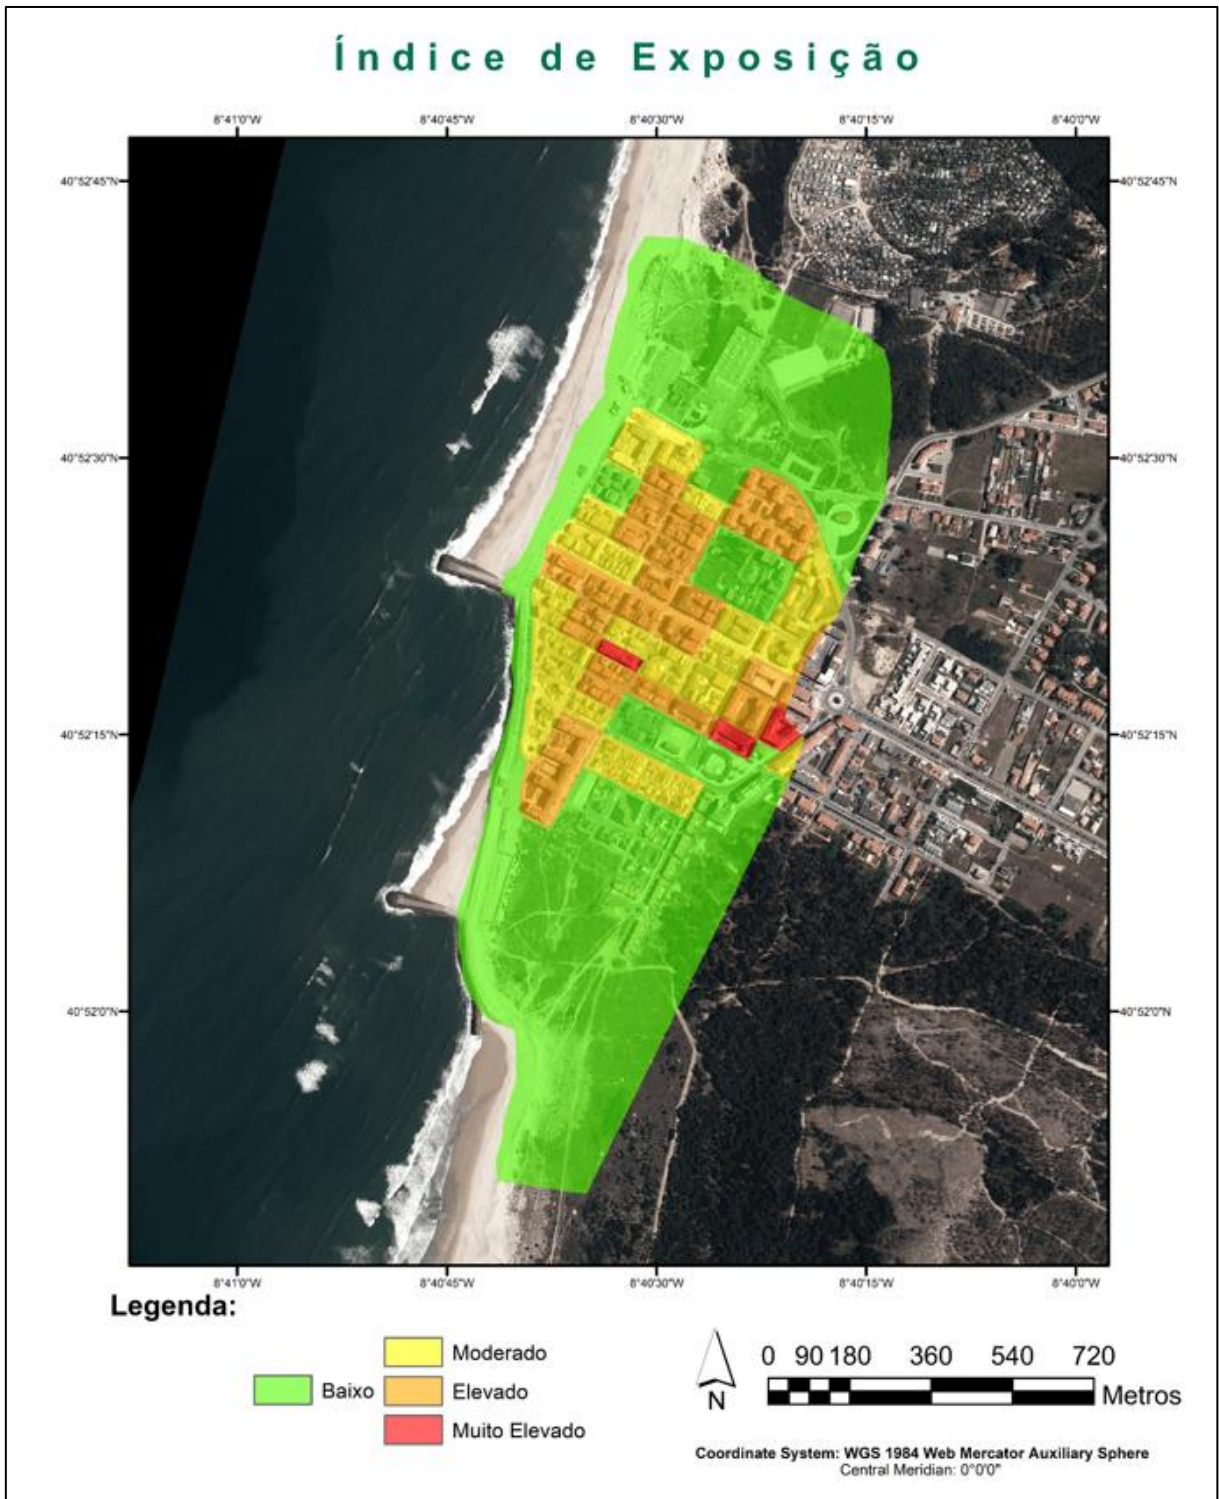 Índice de Exposição
8°41'0"W 8°40'45"W 8°40'30"W 8°40'15"W 8°40'0"W
40°52'45"N 40°52'45"N
40°52'30"N 40°52'30"N
40°52'15"N 40°52'15"N
40°52'0"N 40°52'0"N
8°41'0"W 8°40'45"W 8°40'30"W 8°40'15"W 8°40'0"W
Legenda:
Baixo
Moderado
Elevado
Muito Elevado
N
0 90 180 360 540 720
Metros
Coordinate System: WGS 1984 Web Mercator Auxiliary Sphere
Central Meridian: 0°0'0"